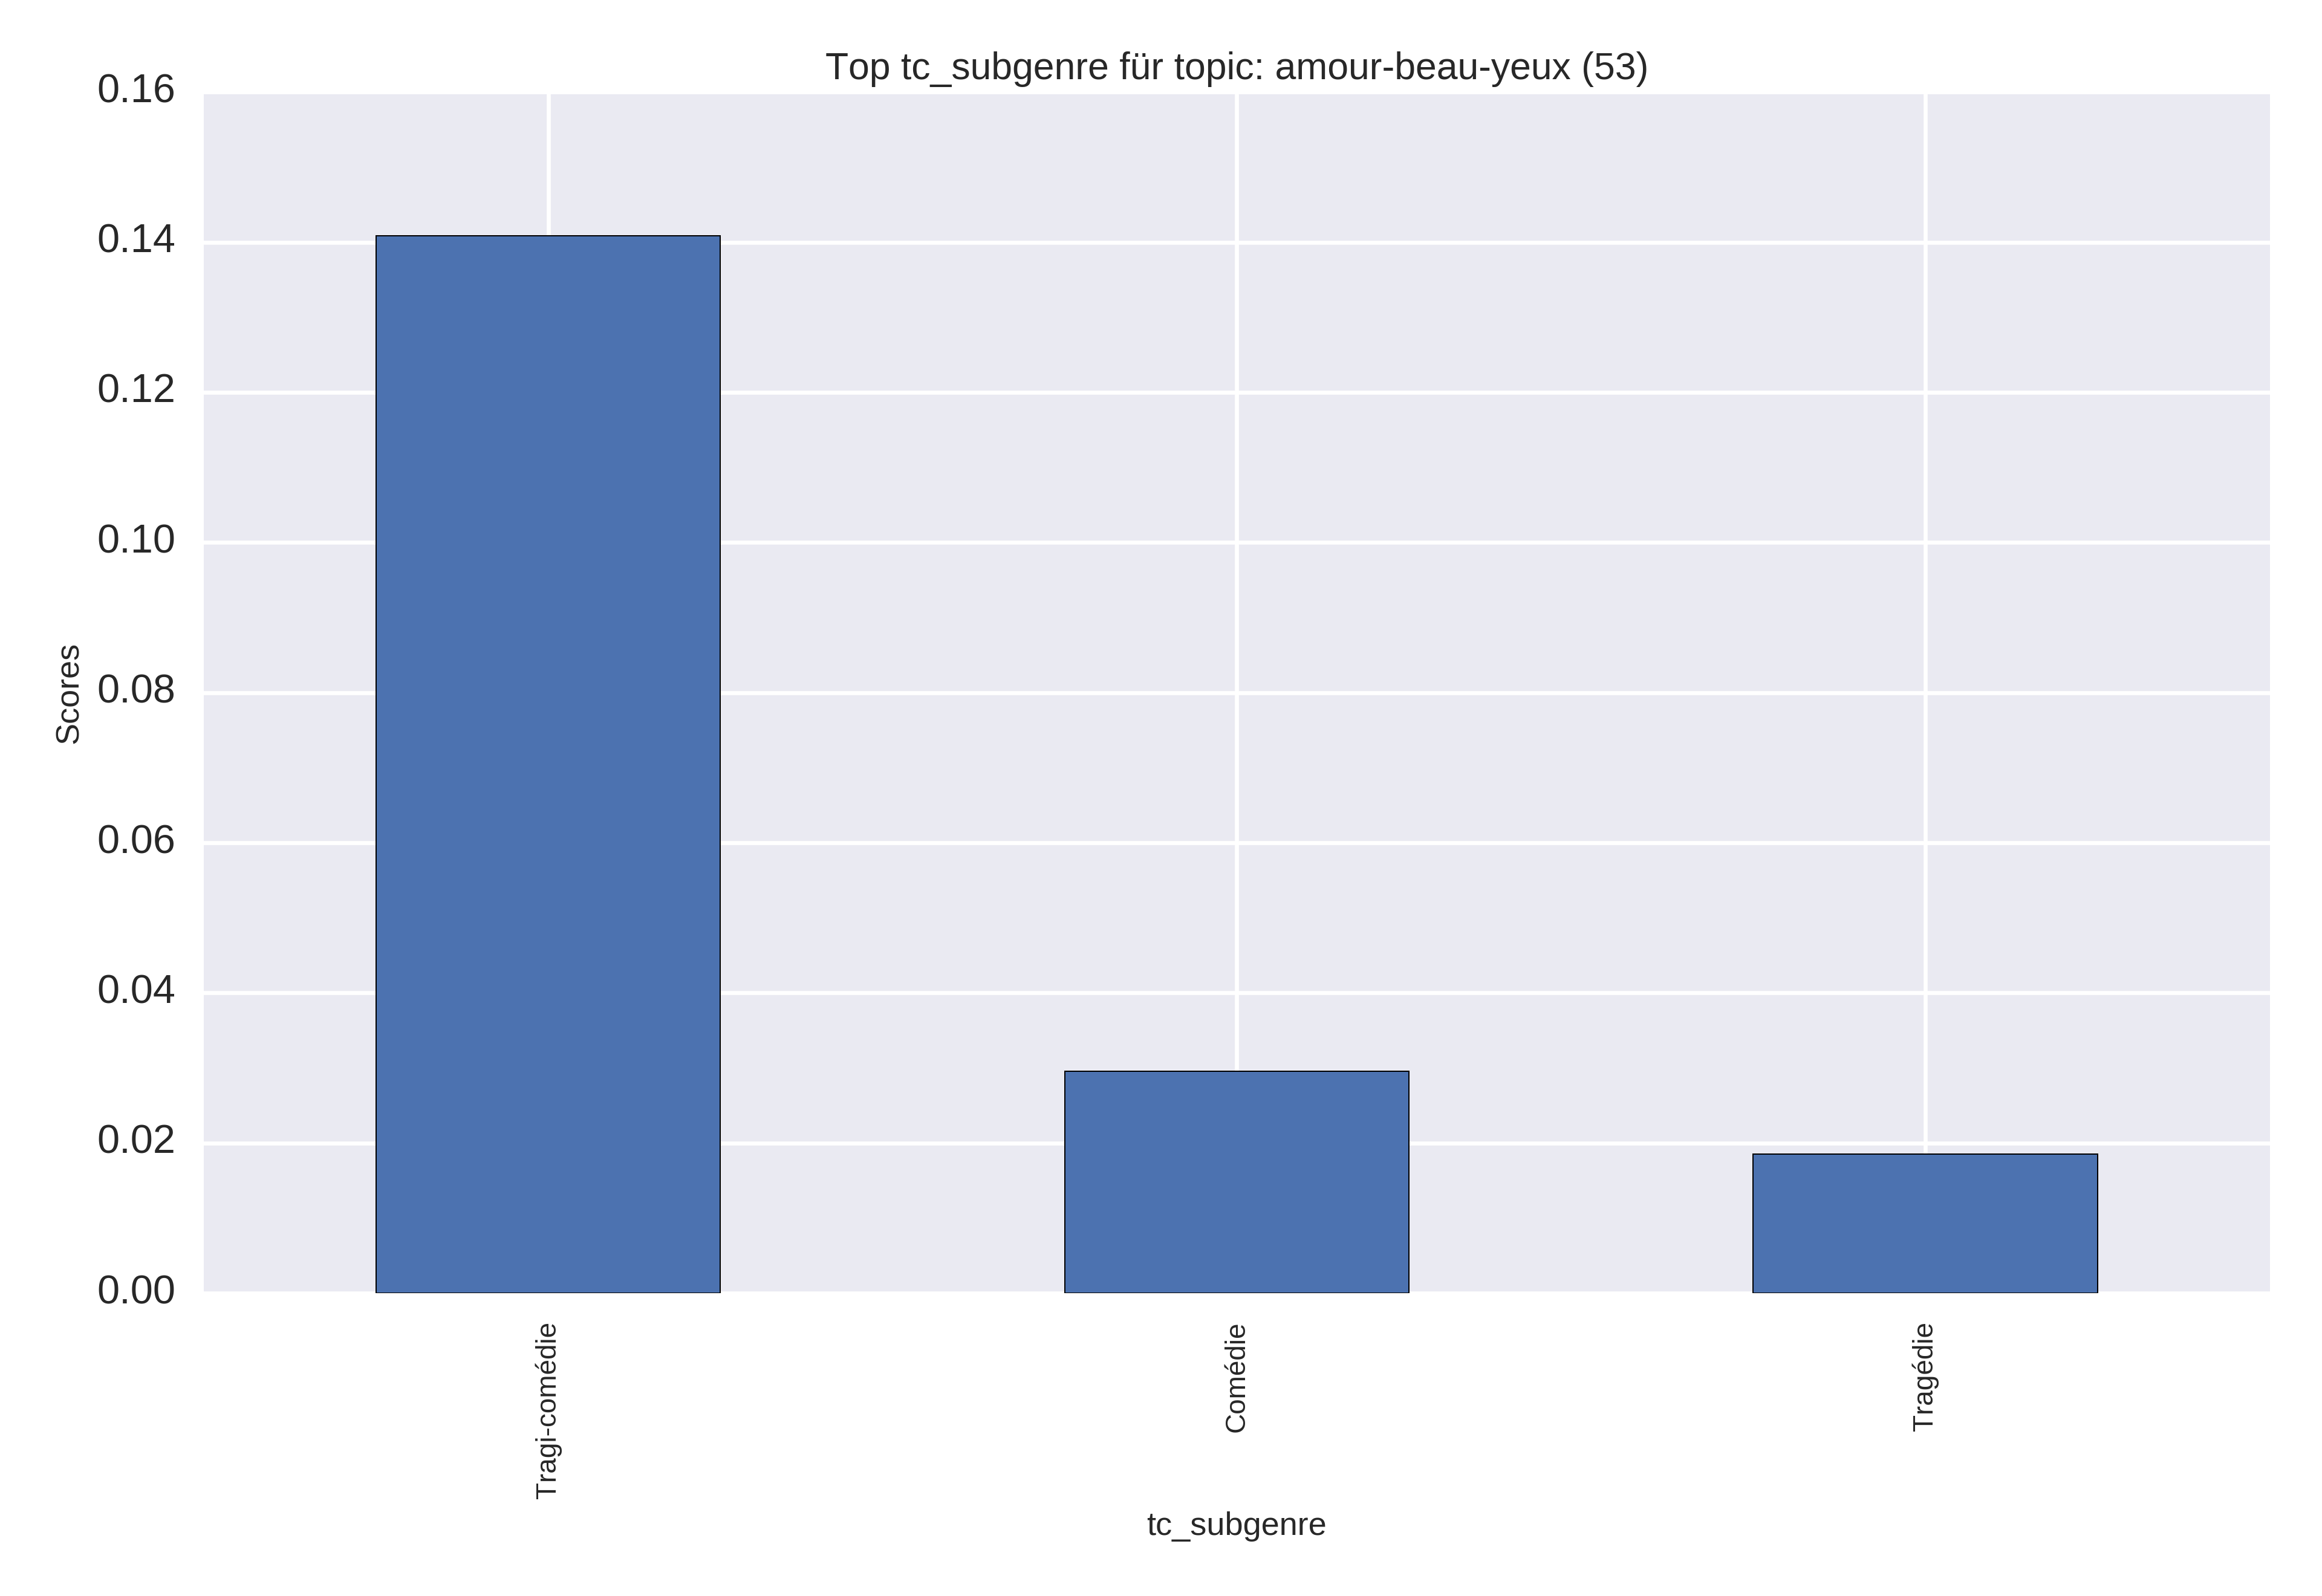 Top tc_subgenre für topic: amour-beau-yeux (53)
0.16
0.14
0.12
0.10
0.08
0.06
0.04
0.02
0.00
Scores
Tragi-comédie
Comédie
Tragédie
tc_subgenre